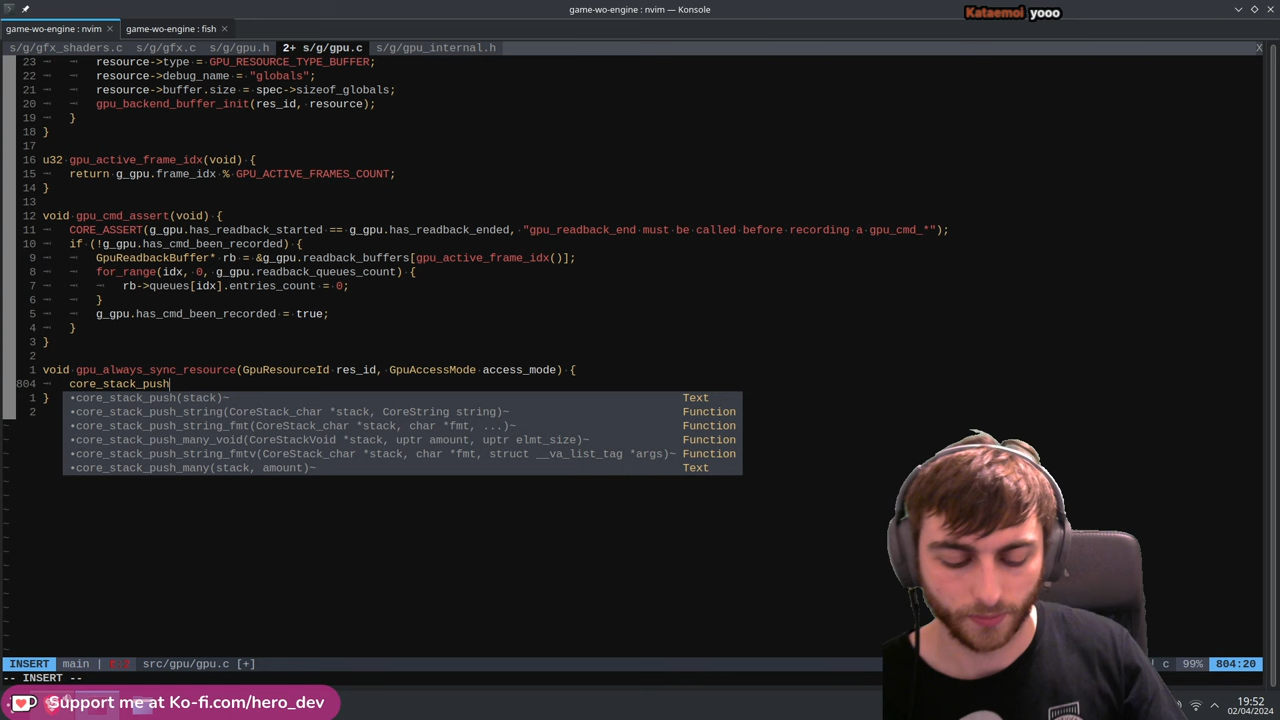 game-wo-engine : nvim — Konsole
Kataemol yooo
game-wo-engine : nvim
game-wo-engine : fish
s/g/gfx_shaders.c s/g/gfx.c s/g/gpu.h 2+ s/g/gpu.c s/g/gpu_internal.h X
23 resource->type = GPU_RESOURCE_TYPE_BUFFER;
22 resource->debug_name = "globals";
21 resource->buffer.size = spec->sizeof_globals;
20 gpu_backend_buffer_init(res_id, resource);
19 }
18 }
17
16 u32 gpu_active_frame_idx(void) {
15 return g_gpu.frame_idx % GPU_ACTIVE_FRAMES_COUNT;
14 }
13
12 void gpu_cmd_assert(void) {
11 CORE_ASSERT(g_gpu.has_readback_started == g_gpu.has_readback_ended, "gpu_readback_end must be called before recording a gpu_cmd_*");
10 if (!g_gpu.has_cmd_been_recorded) {
9 GpuReadbackBuffer* rb = &g_gpu.readback_buffers[gpu_active_frame_idx()];
8 for_range(idx, 0, g_gpu.readback_queues_count) {
7 rb->queues[idx].entries_count = 0;
6 }
5 g_gpu.has_cmd_been_recorded = true;
4 }
3 }
2
1 void gpu_always_sync_resource(GpuResourceId res_id, GpuAccessMode access_mode) {
804 core_stack_push
1 } •core_stack_push(stack)~ Text
2 •core_stack_push_string(CoreStack_char *stack, CoreString string)~ Function
•core_stack_push_string_fmt(CoreStack_char *stack, char *fmt, ...)~ Function
•core_stack_push_many_void(CoreStackVoid *stack, uptr amount, uptr elmt_size)~ Function
•core_stack_push_string_fmtv(CoreStack_char *stack, char *fmt, struct __va_list_tag *args)~ Function
•core_stack_push_many(stack, amount)~ Text
INSERT main | E:2 src/gpu/gpu.c [+] c 99% 804:20
-- INSERT --
Support me at Ko-fi.com/hero_dev
19:52
02/04/2024